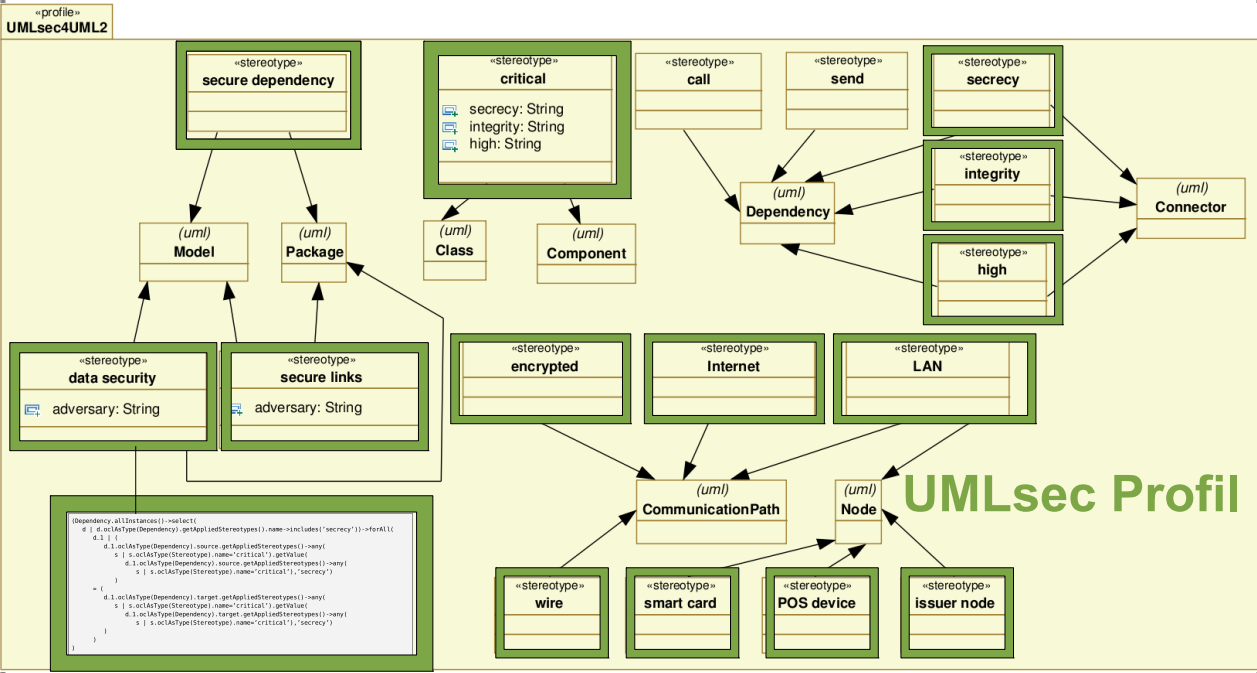 «profile»
UMLsec4UML2
«stereotype»
secure dependency
«stereotype»
critical
secrecy: String
integrity: String
high: String
«stereotype»
call
«stereotype»
send
«stereotype»
secrecy
«stereotype»
integrity
«stereotype»
high
(uml)
Model
(uml)
Package
(uml)
Class
(uml)
Component
(uml)
Dependency
(uml)
Connector
«stereotype»
data security
adversary: String
«stereotype»
secure links
adversary: String
«stereotype»
encrypted
«stereotype»
Internet
«stereotype»
LAN
(uml)
CommunicationPath
(uml)
Node
UMLsec Profil
(Dependency.allInstances()->select(
d | d.oclAsType(Dependency).getAppliedStereotypes().name->includes('secrecy'))->forAll(
d.1 | (
d.1.oclAsType(Dependency).source.getAppliedStereotypes()->any(
s | s.oclAsType(Stereotype).name='critical').getValue(
d.1.oclAsType(Dependency).source.getAppliedStereotypes()->any(
s | s.oclAsType(Stereotype).name='critical'),'secrecy')
)
= (
d.1.oclAsType(Dependency).target.getAppliedStereotypes()->any(
s | s.oclAsType(Stereotype).name='critical').getValue(
d.1.oclAsType(Dependency).target.getAppliedStereotypes()->any(
s | s.oclAsType(Stereotype).name='critical'),'secrecy')
)
)
)
«stereotype»
wire
«stereotype»
smart card
«stereotype»
POS device
«stereotype»
issuer node